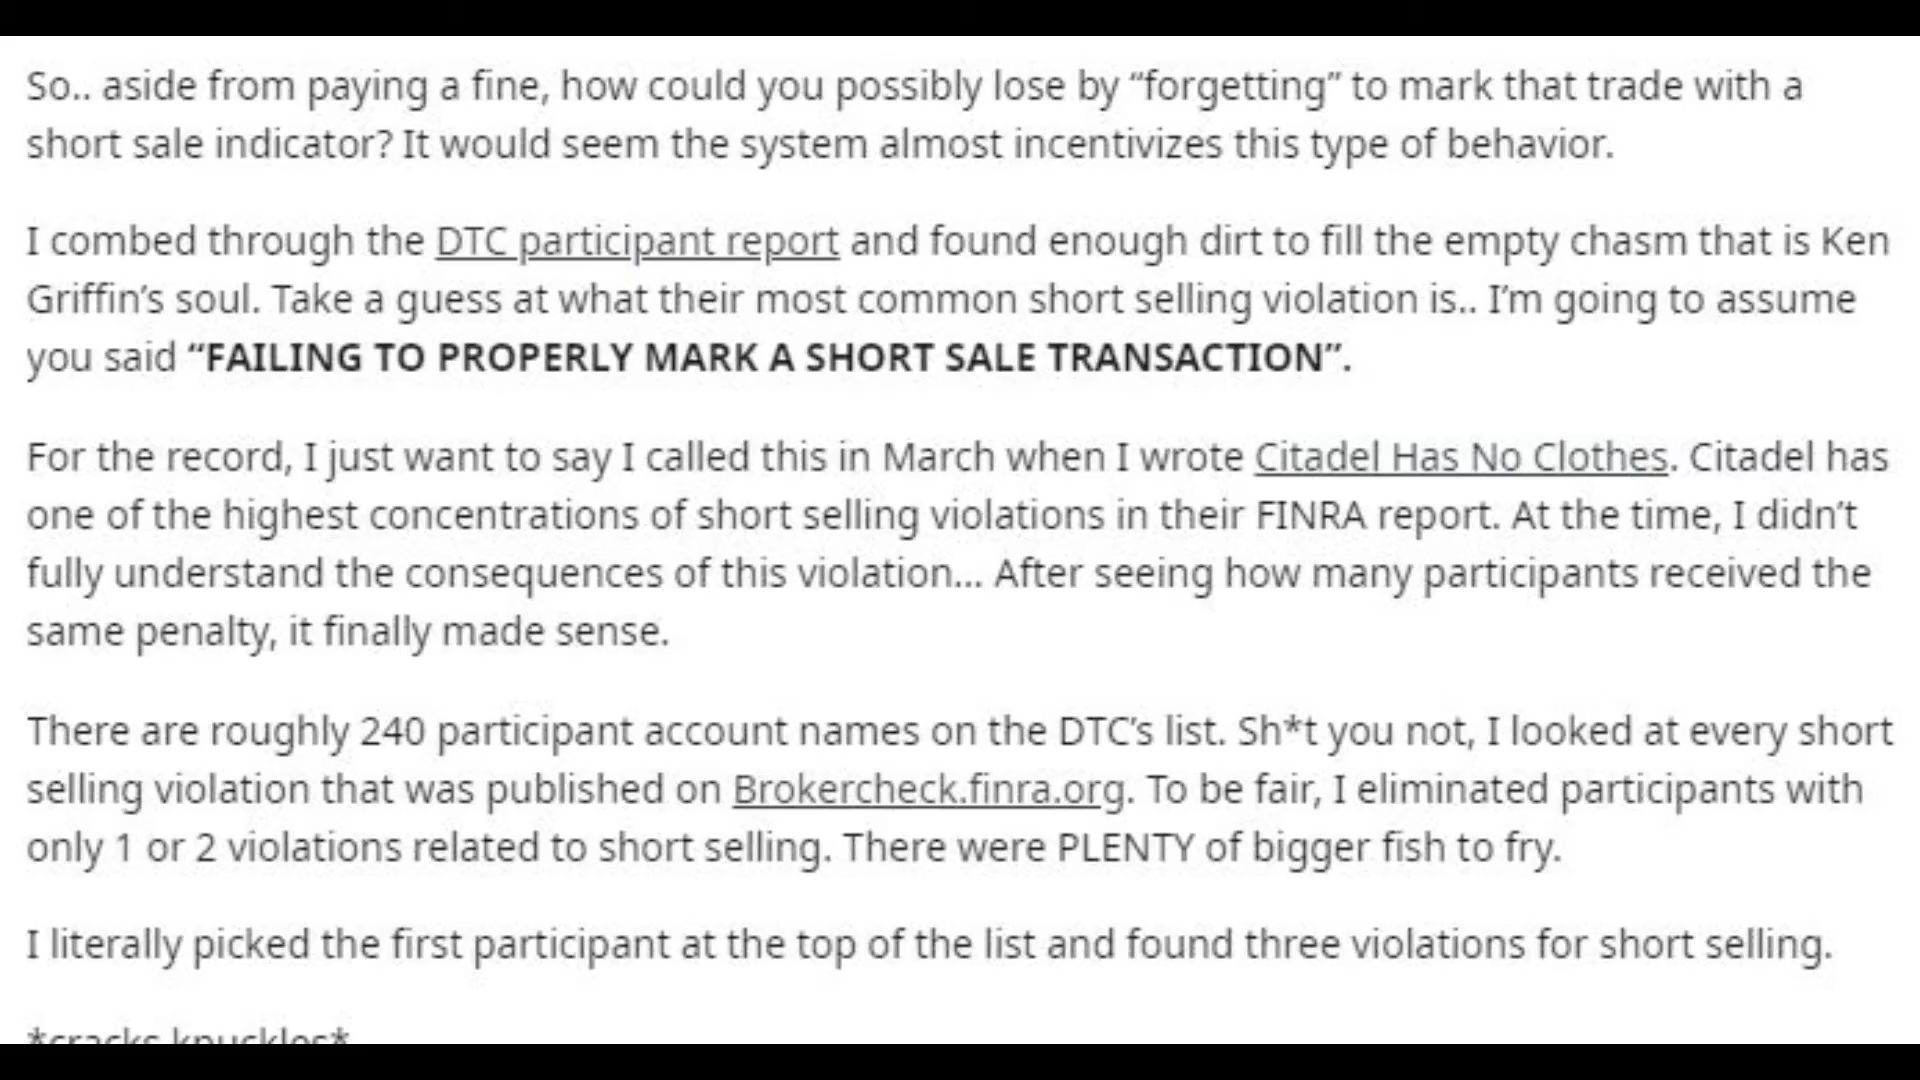 So.. aside from paying a fine, how could you possibly lose by “forgetting” to mark that trade with a
short sale indicator? It would seem the system almost incentivizes this type of behavior.
I combed through the DTC participant report and found enough dirt to fill the empty chasm that is Ken
Griffin’s soul. Take a guess at what their most common short selling violation is.. I’m going to assume
you said “FAILING TO PROPERLY MARK A SHORT SALE TRANSACTION”.
For the record, I just want to say I called this in March when I wrote Citadel Has No Clothes. Citadel has
one of the highest concentrations of short selling violations in their FINRA report. At the time, I didn’t
fully understand the consequences of this violation... After seeing how many participants received the
same penalty, it finally made sense.
There are roughly 240 participant account names on the DTC’s list. Sh*t you not, I looked at every short
selling violation that was published on Brokercheck.finra.org. To be fair, I eliminated participants with
only 1 or 2 violations related to short selling. There were PLENTY of bigger fish to fry.
I literally picked the first participant at the top of the list and found three violations for short selling.
*cracks knuckles*